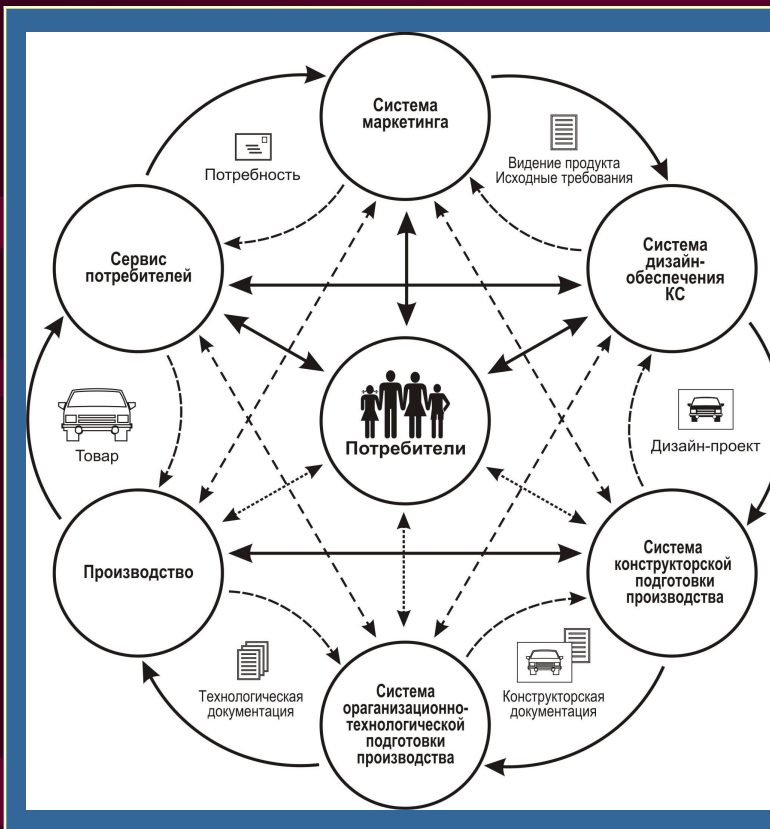 Система
маркетинга
Потребность
Видение продукта
Исходные требования
Сервис
потребителей
Система
дизайн-
обеспечения
КС
Потребители
Товар
Дизайн-проект
Производство
Система
конструкторской
подготовки
производства
Технологическая
документация
Система
ораганизационно-
технологической
подготовки
производства
Конструкторская
документация